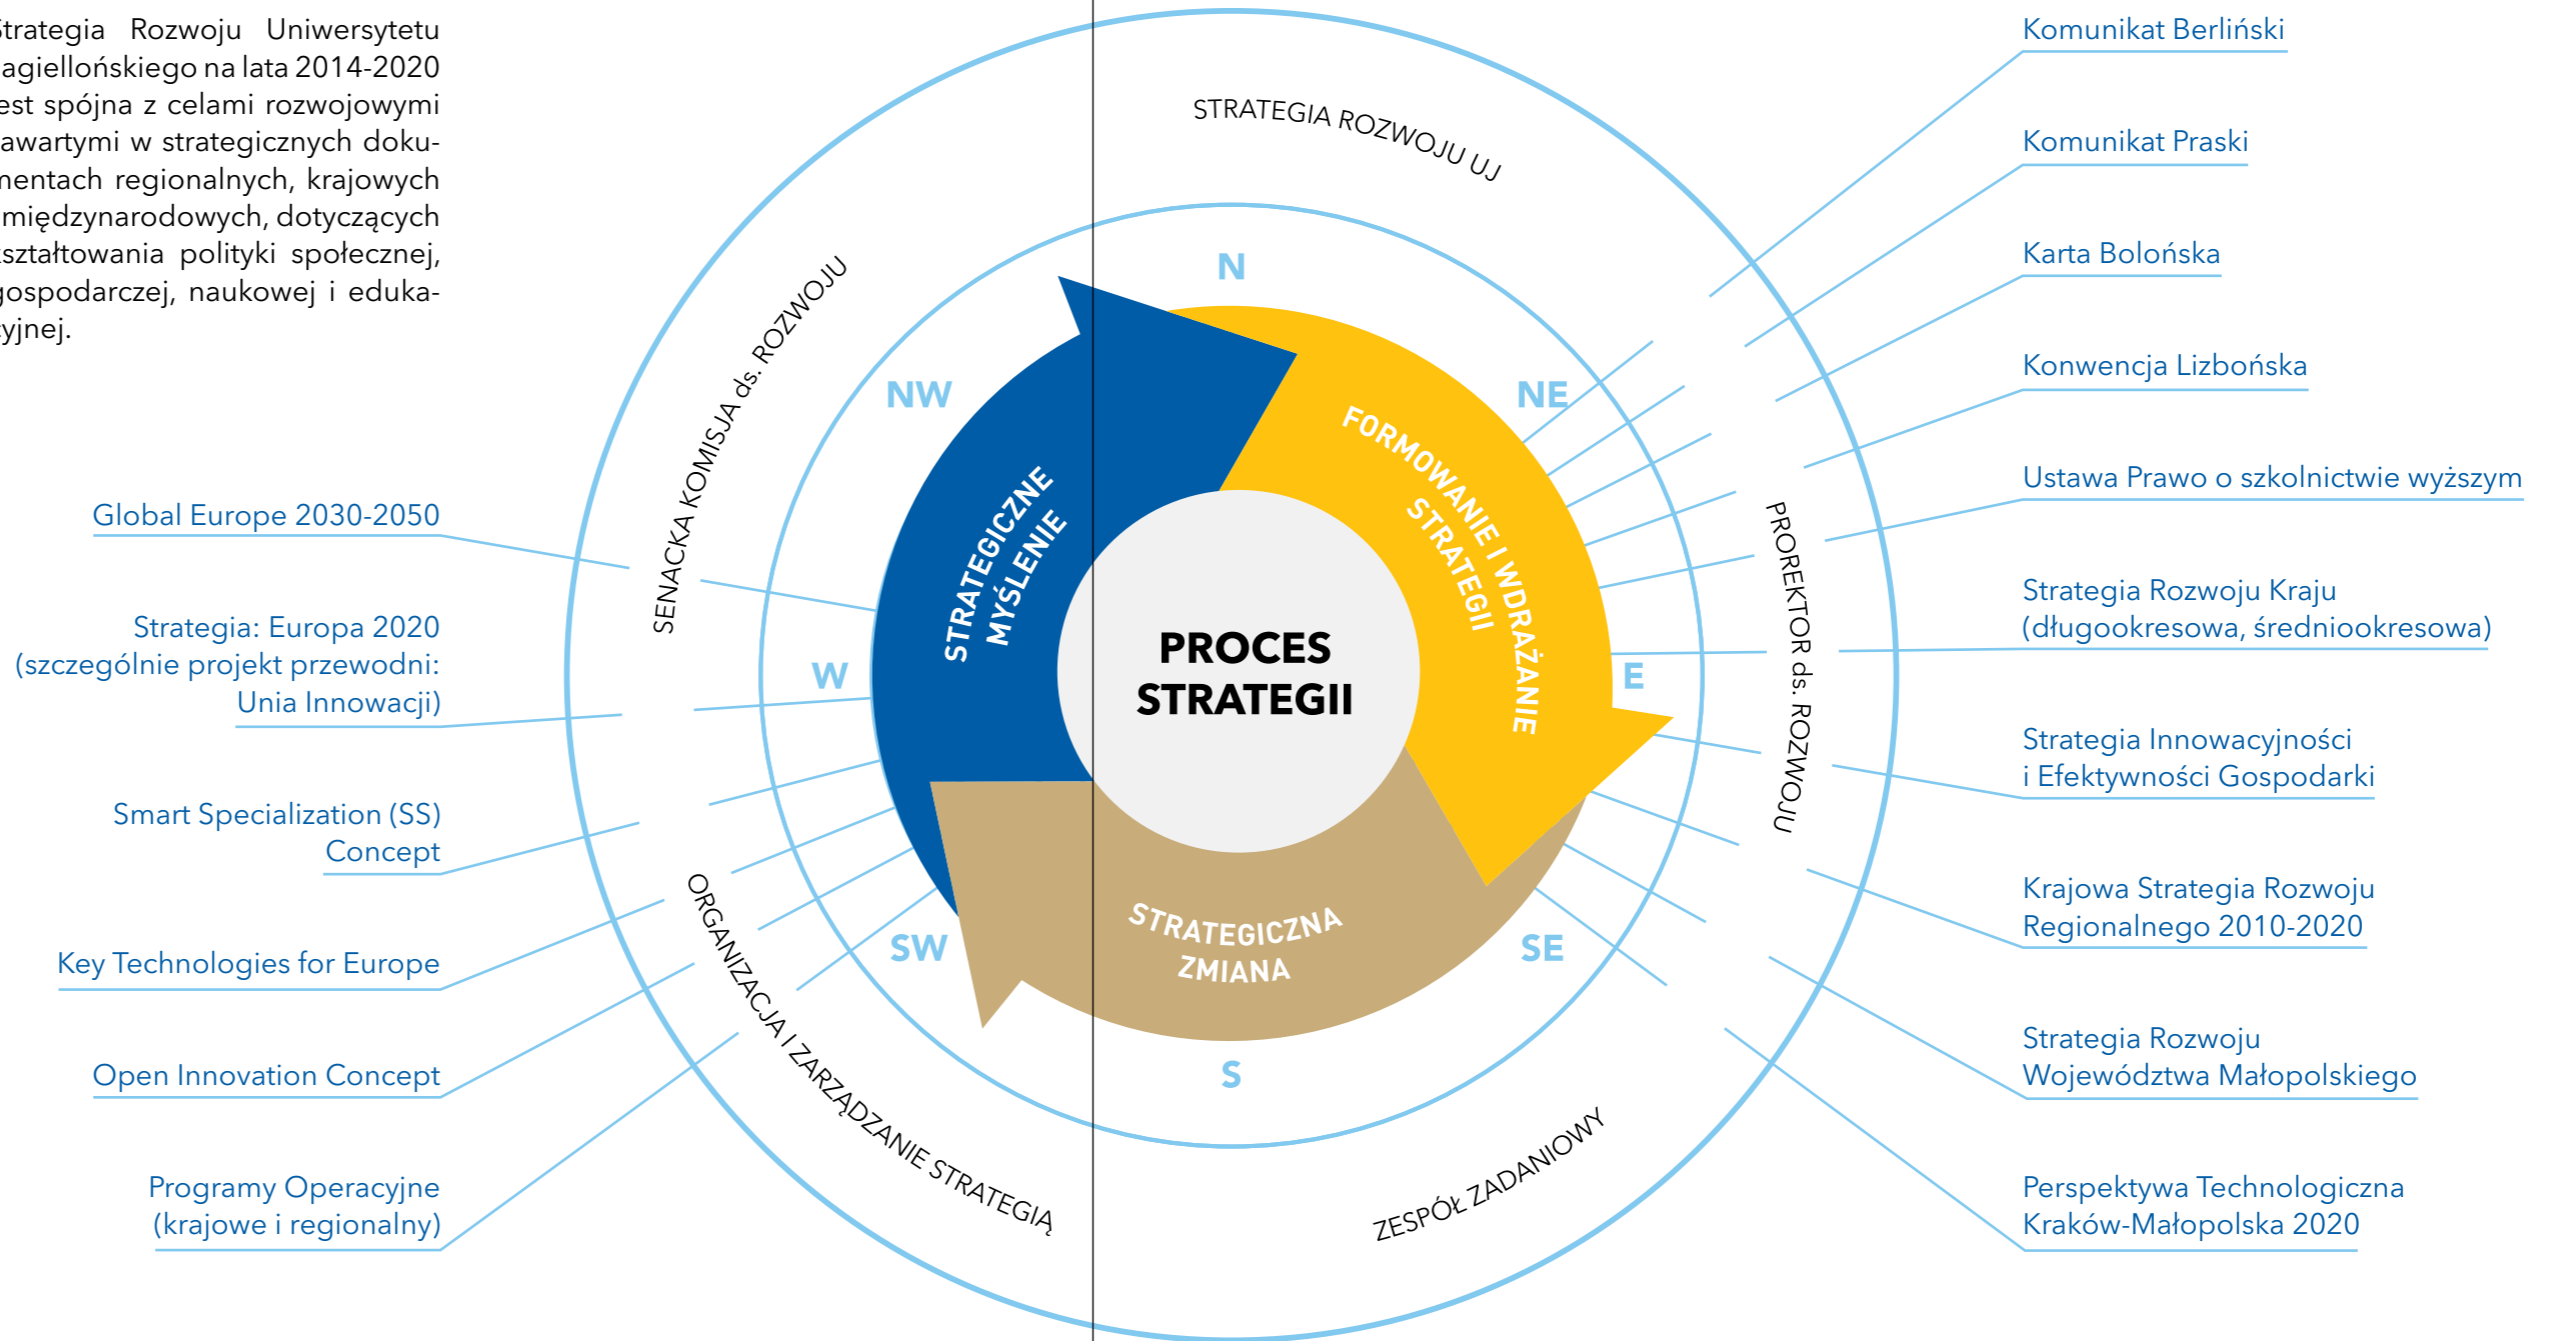 trategia Rozwoju Uniwersytetu
agiellońskiego na lata 2014-2020
est spójna z celami rozwojowymi
awartymi w strategicznych doku-
mentach regionalnych, krajowych
międzynarodowych, dotyczących
kształtowania polityki społecznej,
gospodarczej, naukowej i eduka-
yjnej.
Global Europe 2030-2050
Strategia: Europa 2020
(szczególnie projekt przewodni:
Unia Innowacji)
Smart Specialization (SS)
Concept
Key Technologies for Europe
Open Innovation Concept
Programy Operacyjne
(krajowe i regionalny)
STRATEGIA ROZWOJU UJ
SENACKA KOMISJA ds. ROZWOJU
PROREKTOR ds. ROZWOJU
ORGANIZACJA I ZARZĄDZANIE STRATEGIĄ
ZESPÓŁ ZADANIOWY
N
NW
NE
W
E
SW
SE
S
STRATEGICZNE
MYŚLENIE
FORMOWANIE I WDRAŻANIE
STRATEGII
PROCES
STRATEGII
STRATEGICZNA
ZMIANA
Komunikat Berliński
Komunikat Praski
Karta Bolońska
Konwencja Lizbońska
Ustawa Prawo o szkolnictwie wyższym
Strategia Rozwoju Kraju
(długookresowa, średniookresowa)
Strategia Innowacyjności
i Efektywności Gospodarki
Krajowa Strategia Rozwoju
Regionalnego 2010-2020
Strategia Rozwoju
Województwa Małopolskiego
Perspektywa Technologiczna
Kraków-Małopolska 2020